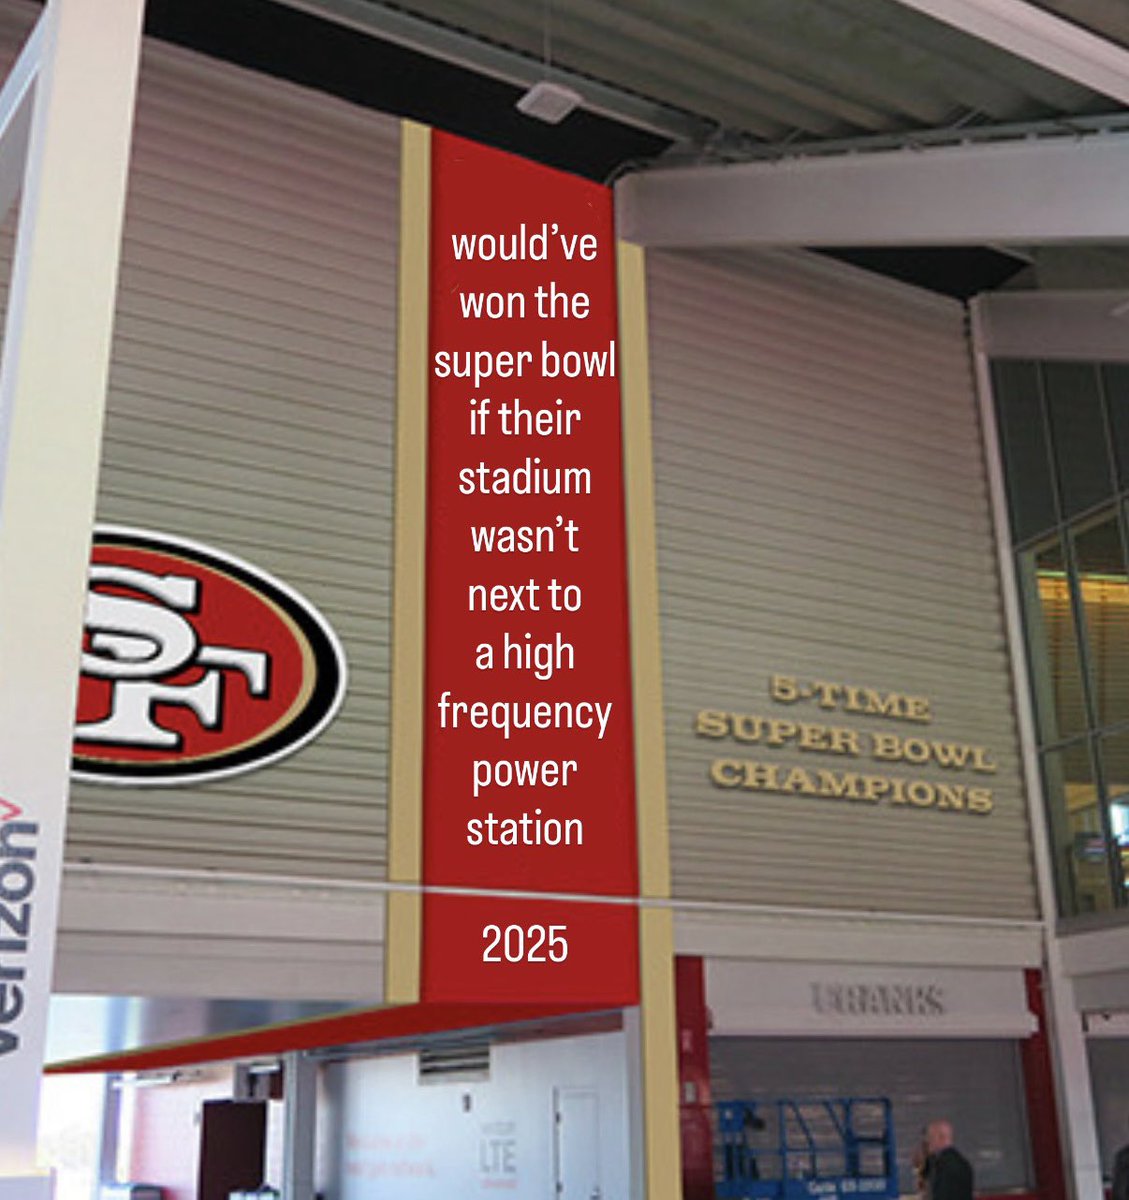 would've
won the
super bowl
if their
stadium
wasn't
next to
a high
frequency
power
station
2025
SF
5-TIME
SUPER BOWL
CHAMPIONS
verizon
LTE